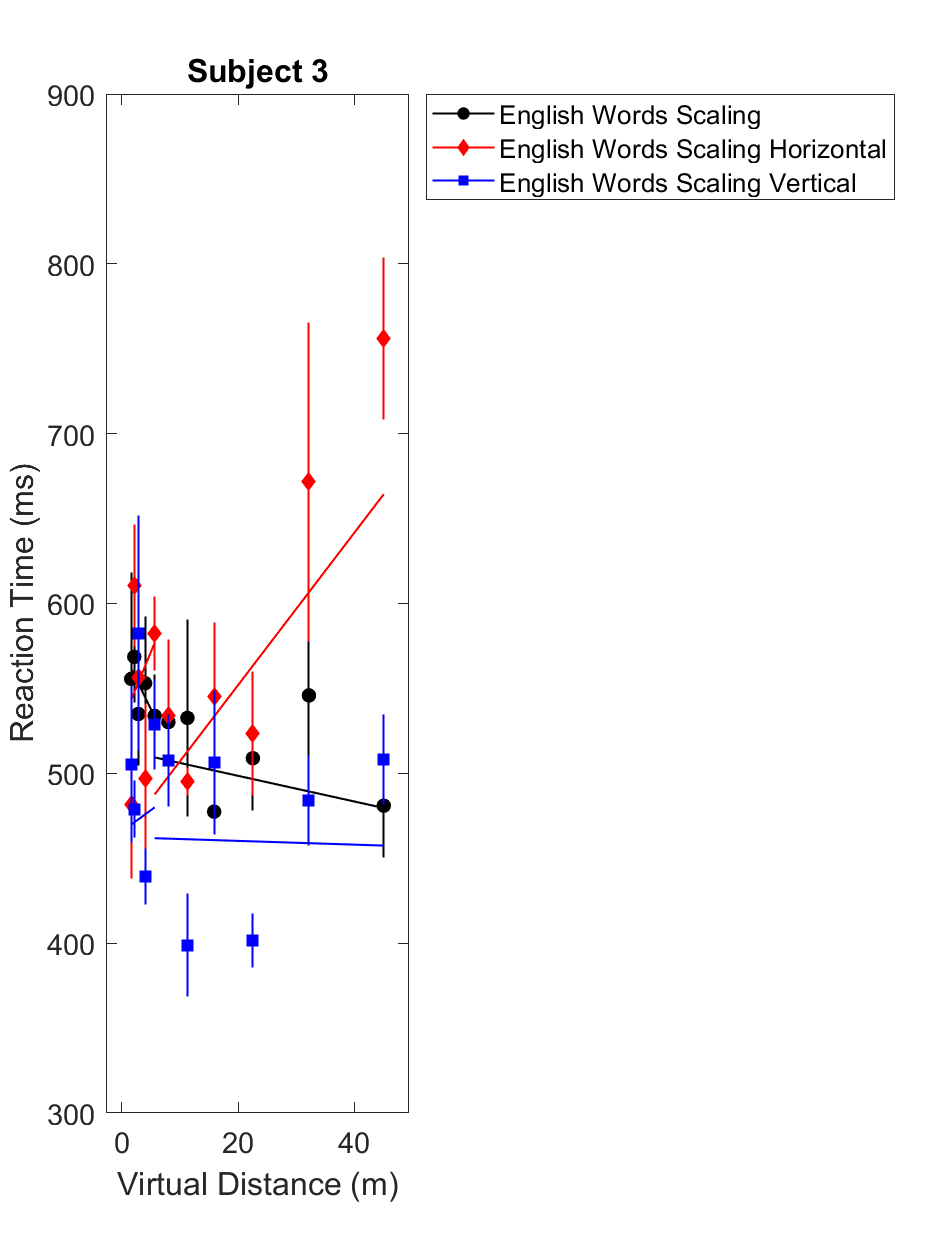 Subject 3
900
800
700
600
500
400
300
0 20 40
Reaction Time (ms)
Virtual Distance (m)
English Words Scaling
English Words Scaling Horizontal
English Words Scaling Vertical